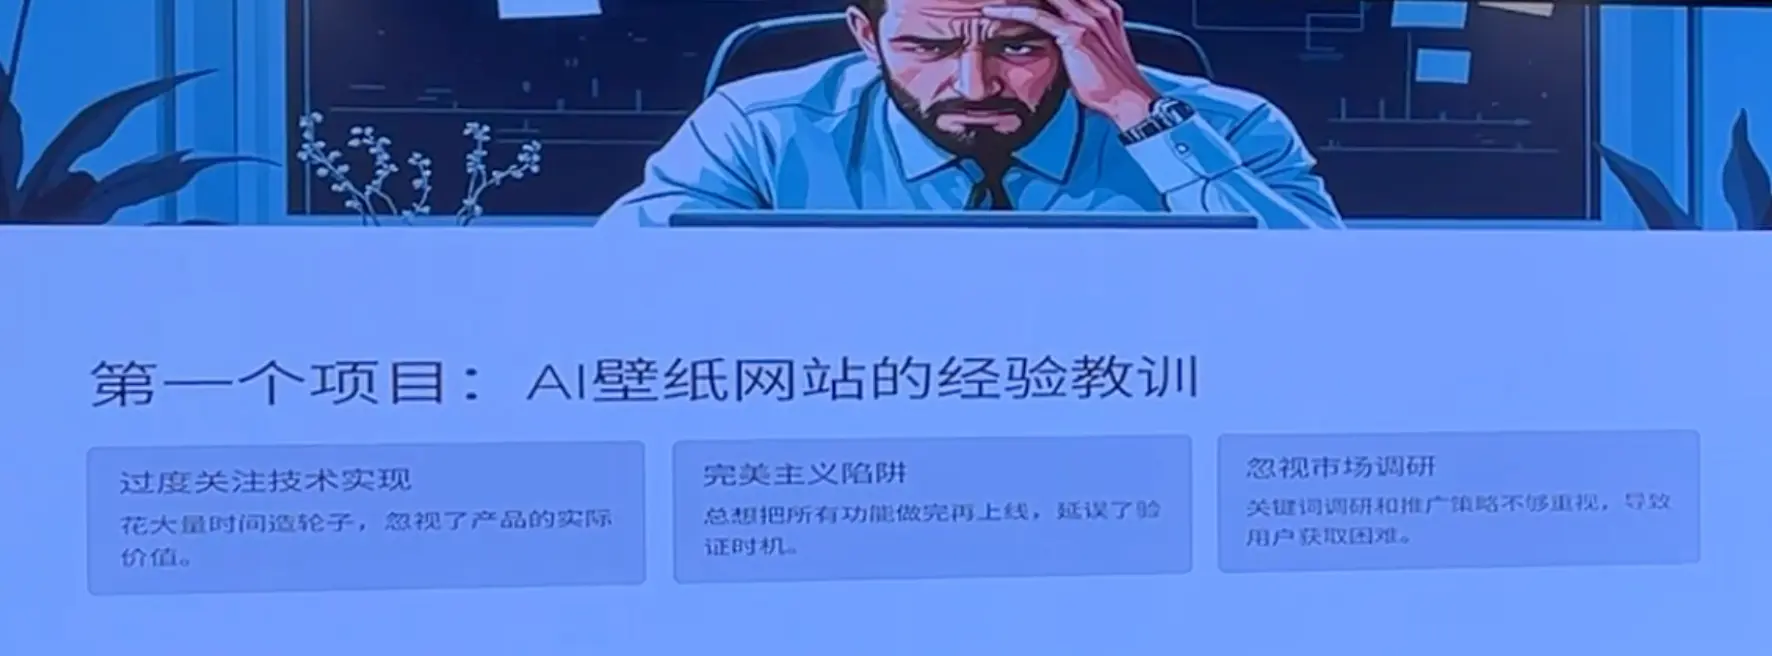 第一个项目：AI壁纸网站的经验教训
过度关注技术实现
花大量时间造轮子，忽视了产品的实际
价值。
完美主义陷阱
总想把所有功能做完再上线，延误了验
证时机。
忽视市场调研
关键词调研和推广策略不够重视，导致
用户获取困难。